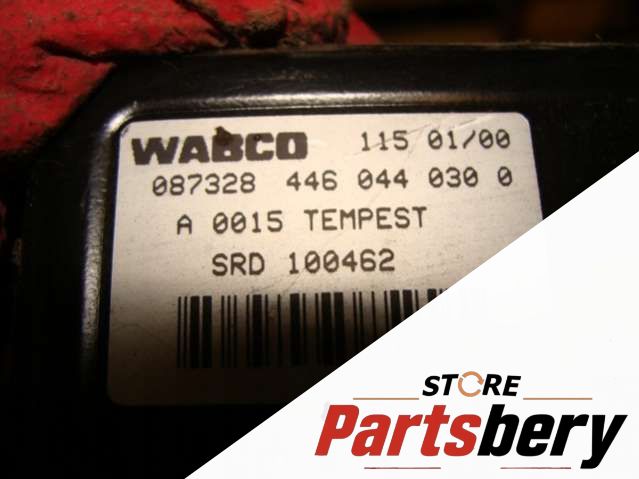 WABCO 115 01/00
087328 446 044 030 0
A 0015 TEMPEST
SRD 100462
STORE
Partsbery